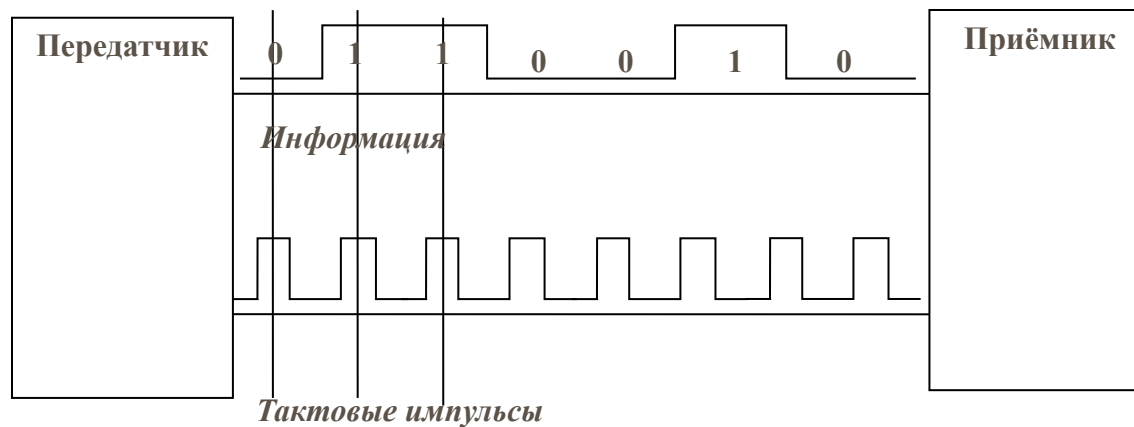 Передатчик
Приёмник
0 1 1 0 0 1 0
Информация
Тактовые импульсы